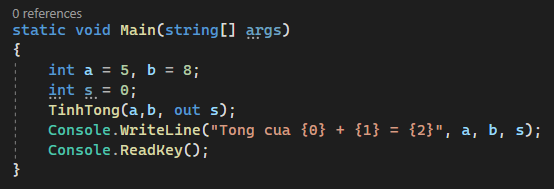 0 references
static void Main(string[] args)
{
int a = 5, b = 8;
int s = 0;
TinhTong(a,b, out s);
Console.WriteLine("Tong cua {0} + {1} = {2}", a, b, s);
Console.ReadKey();
}